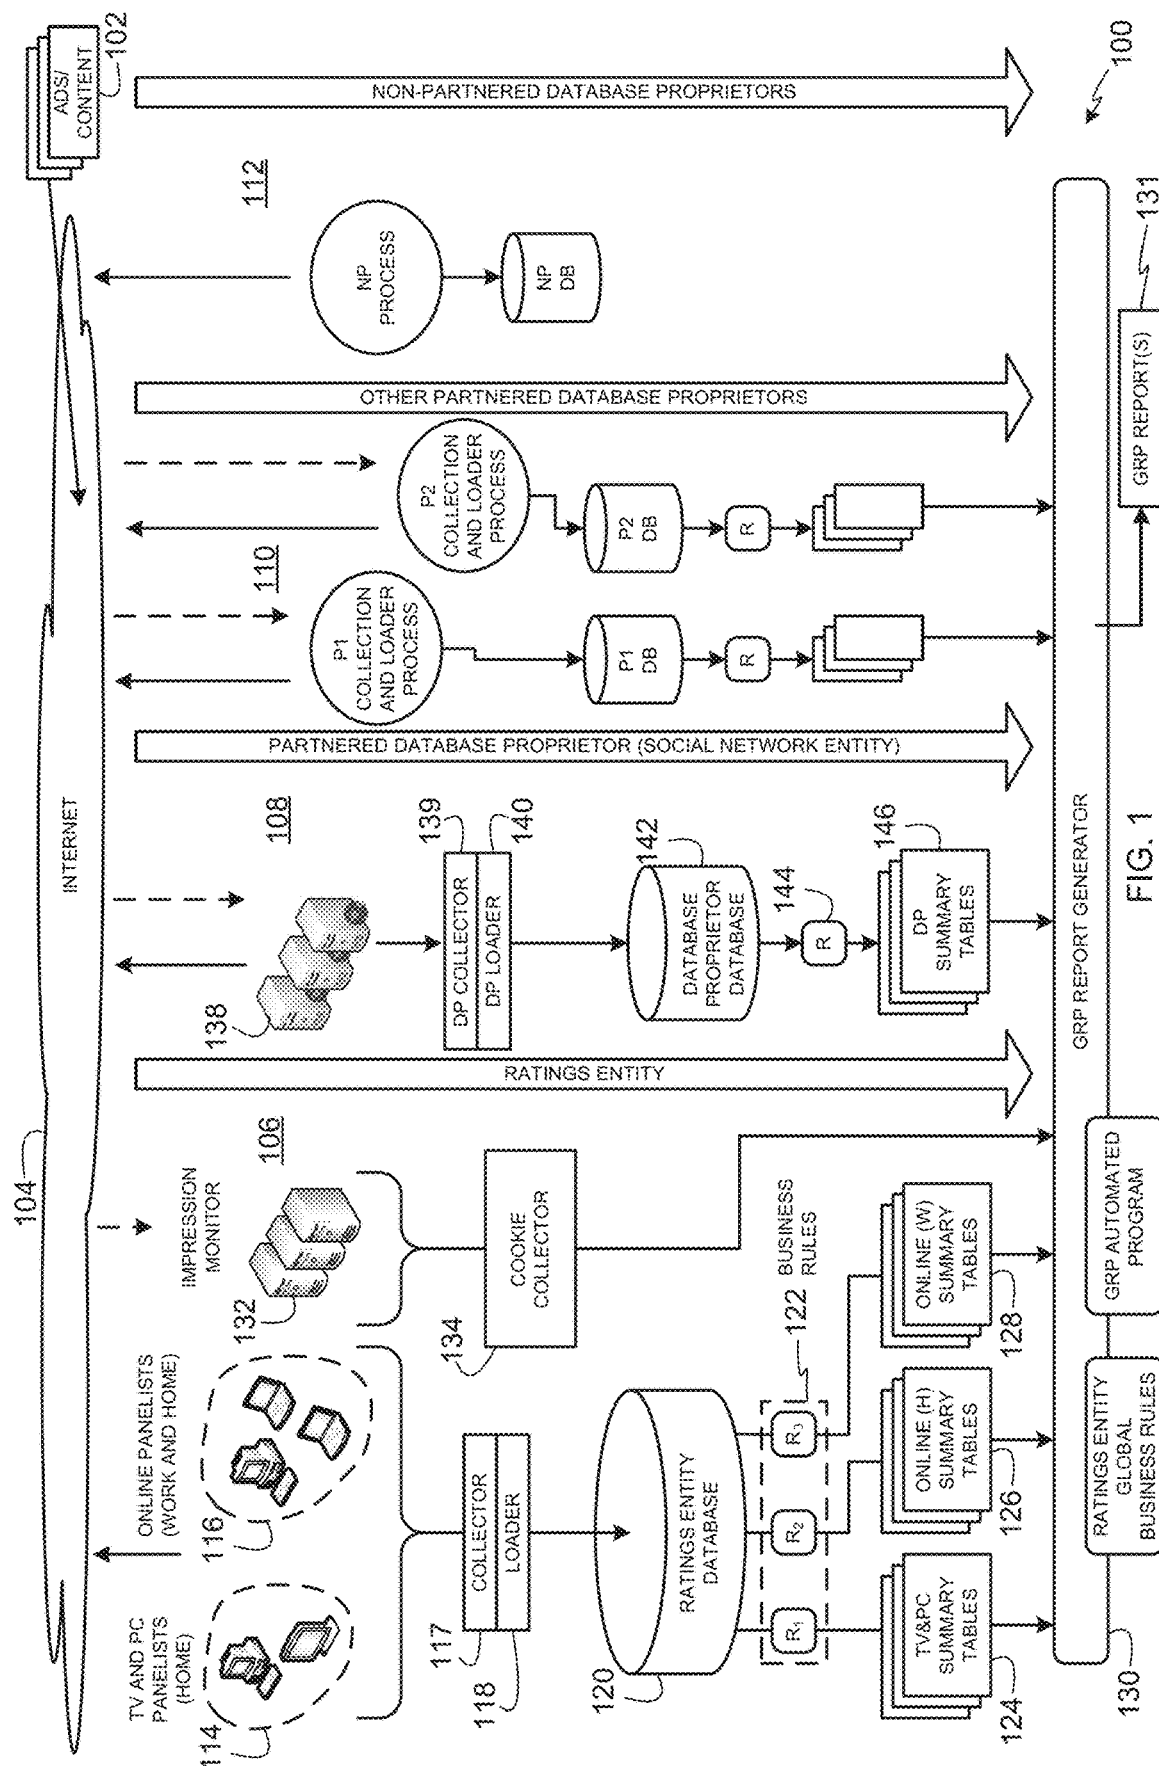 102
ADS/
CONTENT
NON-PARTNERED DATABASE PROPRIETORS
100
112
NP
PROCESS
NP
DB
131
GRP REPORT(S)
OTHER PARTNERED DATABASE PROPRIETORS
P2
COLLECTION
AND LOADER
PROCESS
P2
DB
R
110
P1
COLLECTION
AND LOADER
PROCESS
P1
DB
R
PARTNERED DATABASE PROPRIETOR (SOCIAL NETWORK ENTITY)
INTERNET
104
108
138
139
DP COLLECTOR
DP LOADER
140
142
DATABASE
PROPRIETOR
DATABASE
144
R
146
DP
SUMMARY
TABLES
GRP REPORT GENERATOR
FIG. 1
RATINGS ENTITY
106
IMPRESSION
MONITOR
132
134
COOKIE
COLLECTOR
ONLINE PANELISTS
(WORK AND HOME)
116
TV AND PC
PANELISTS
(HOME)
114
117
COLLECTOR
LOADER
118
120
RATINGS ENTITY
DATABASE
122
BUSINESS
RULES
R1
R2
R3
TV&PC
SUMMARY
TABLES
124
ONLINE (H)
SUMMARY
TABLES
126
ONLINE (W)
SUMMARY
TABLES
128
130
RATINGS ENTITY
GLOBAL
BUSINESS RULES
GRP AUTOMATED
PROGRAM